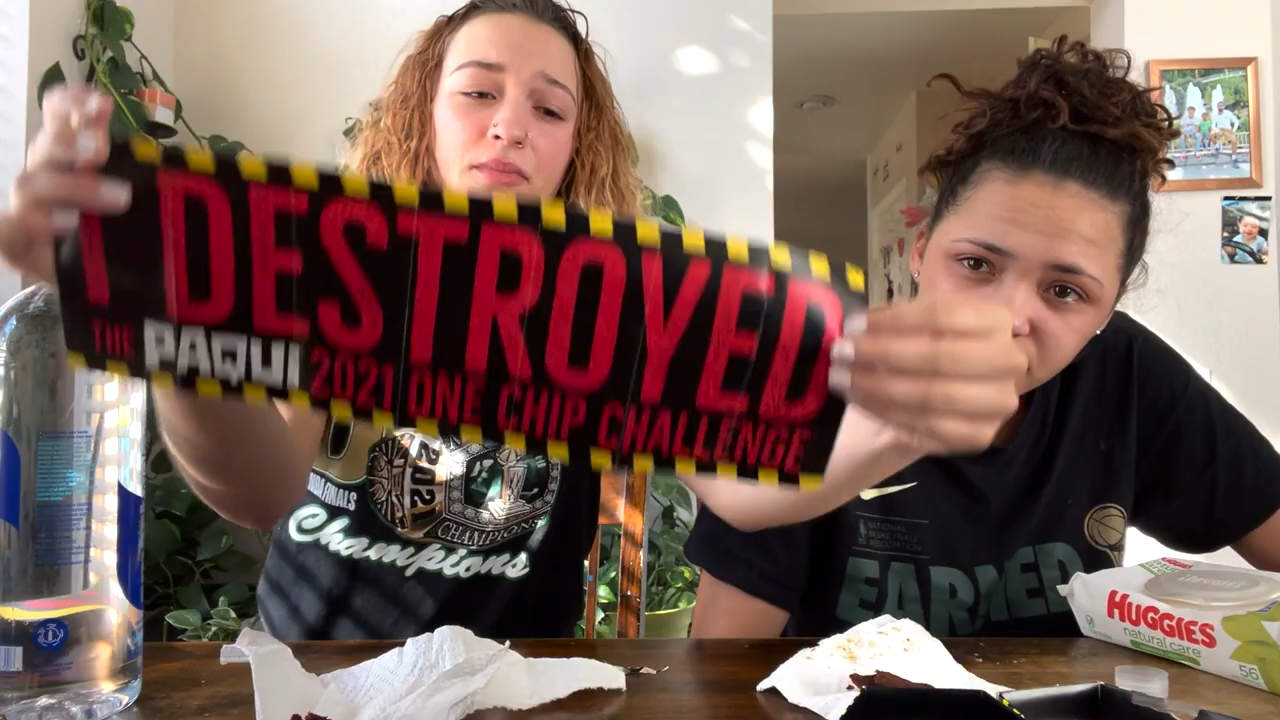 I DESTROYED
THE PAQUI 2021 ONE CHIP CHALLENGE
2021
CHAMPIONS
Champions
NATIONAL
BASKETBALL
ASSOCIATION
EARNED
HUGGIES
natural care
56